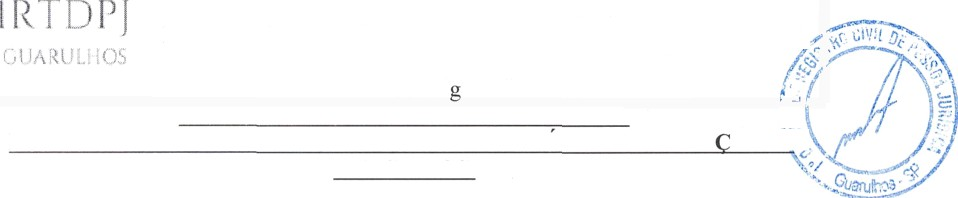 IRTDPJ
GUARULHOS
g
Ç
REGISTRO CIVIL DE PESSOA JURÍDICA
Guarulhos - SP